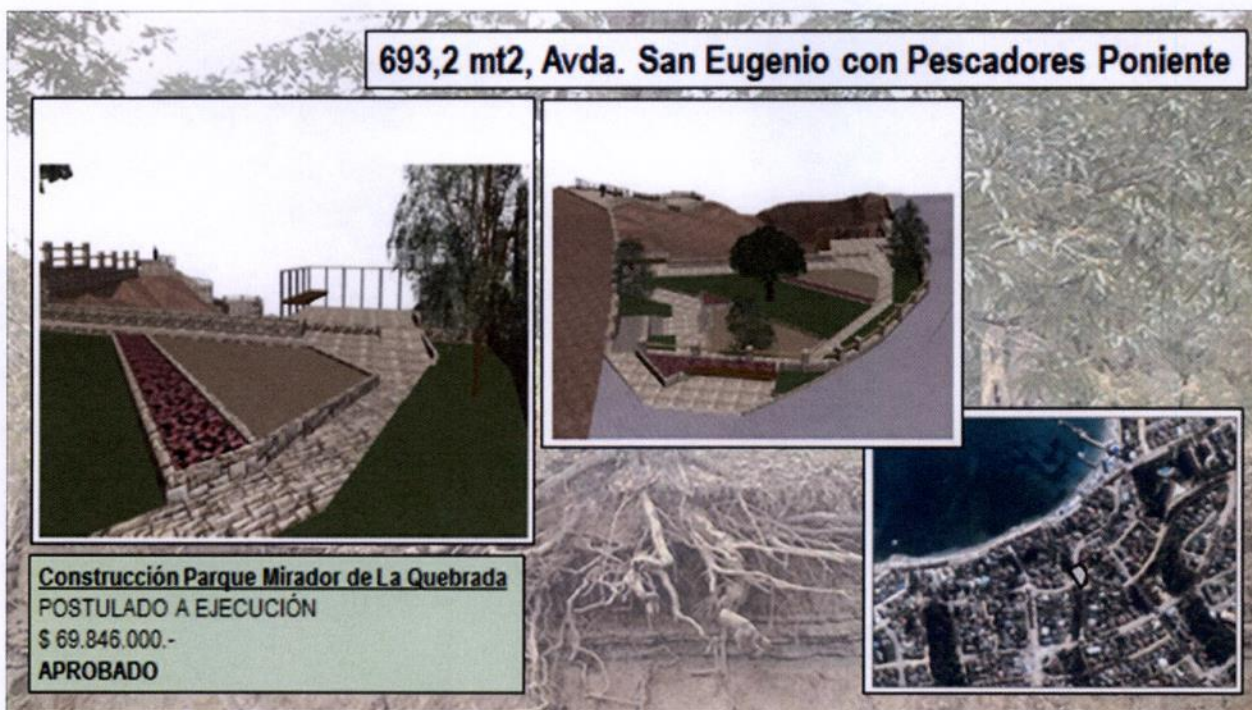 693,2 mt2, Avda. San Eugenio con Pescadores Poniente
Construcción Parque Mirador de La Quebrada
POSTULADO A EJECUCIÓN
$ 69.846.000.-
APROBADO